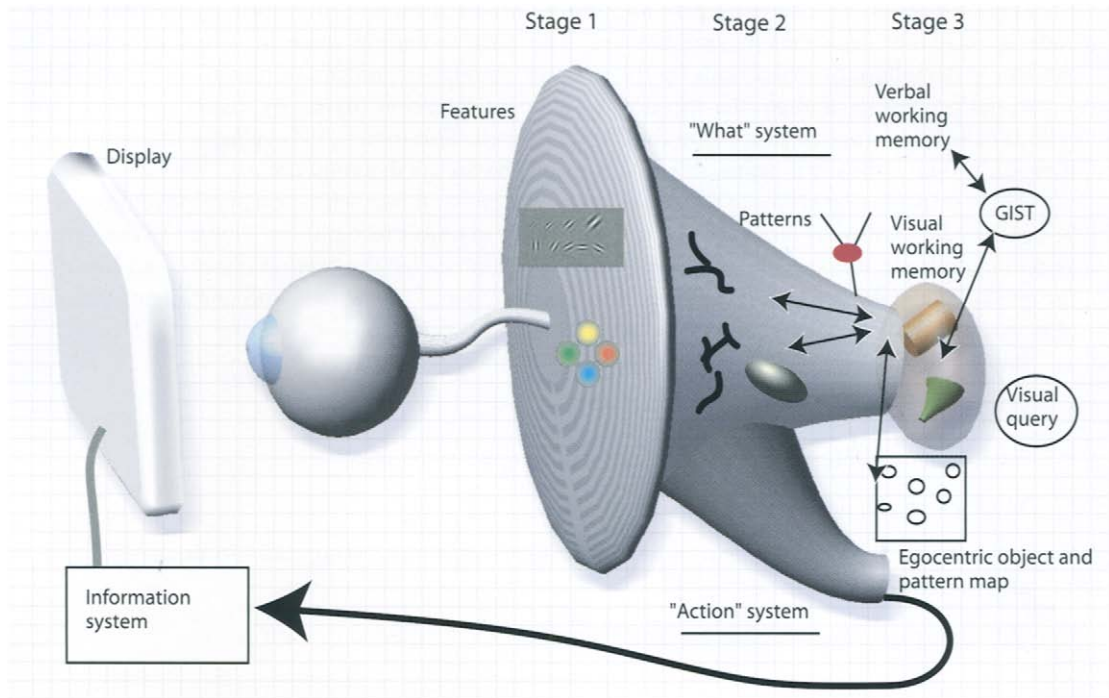 Stage 1
Stage 2
Stage 3
Features
Display
"What" system
Verbal
working
memory
GIST
Patterns
Visual
working
memory
Visual
query
Egocentric object and
pattern map
Information
system
"Action" system